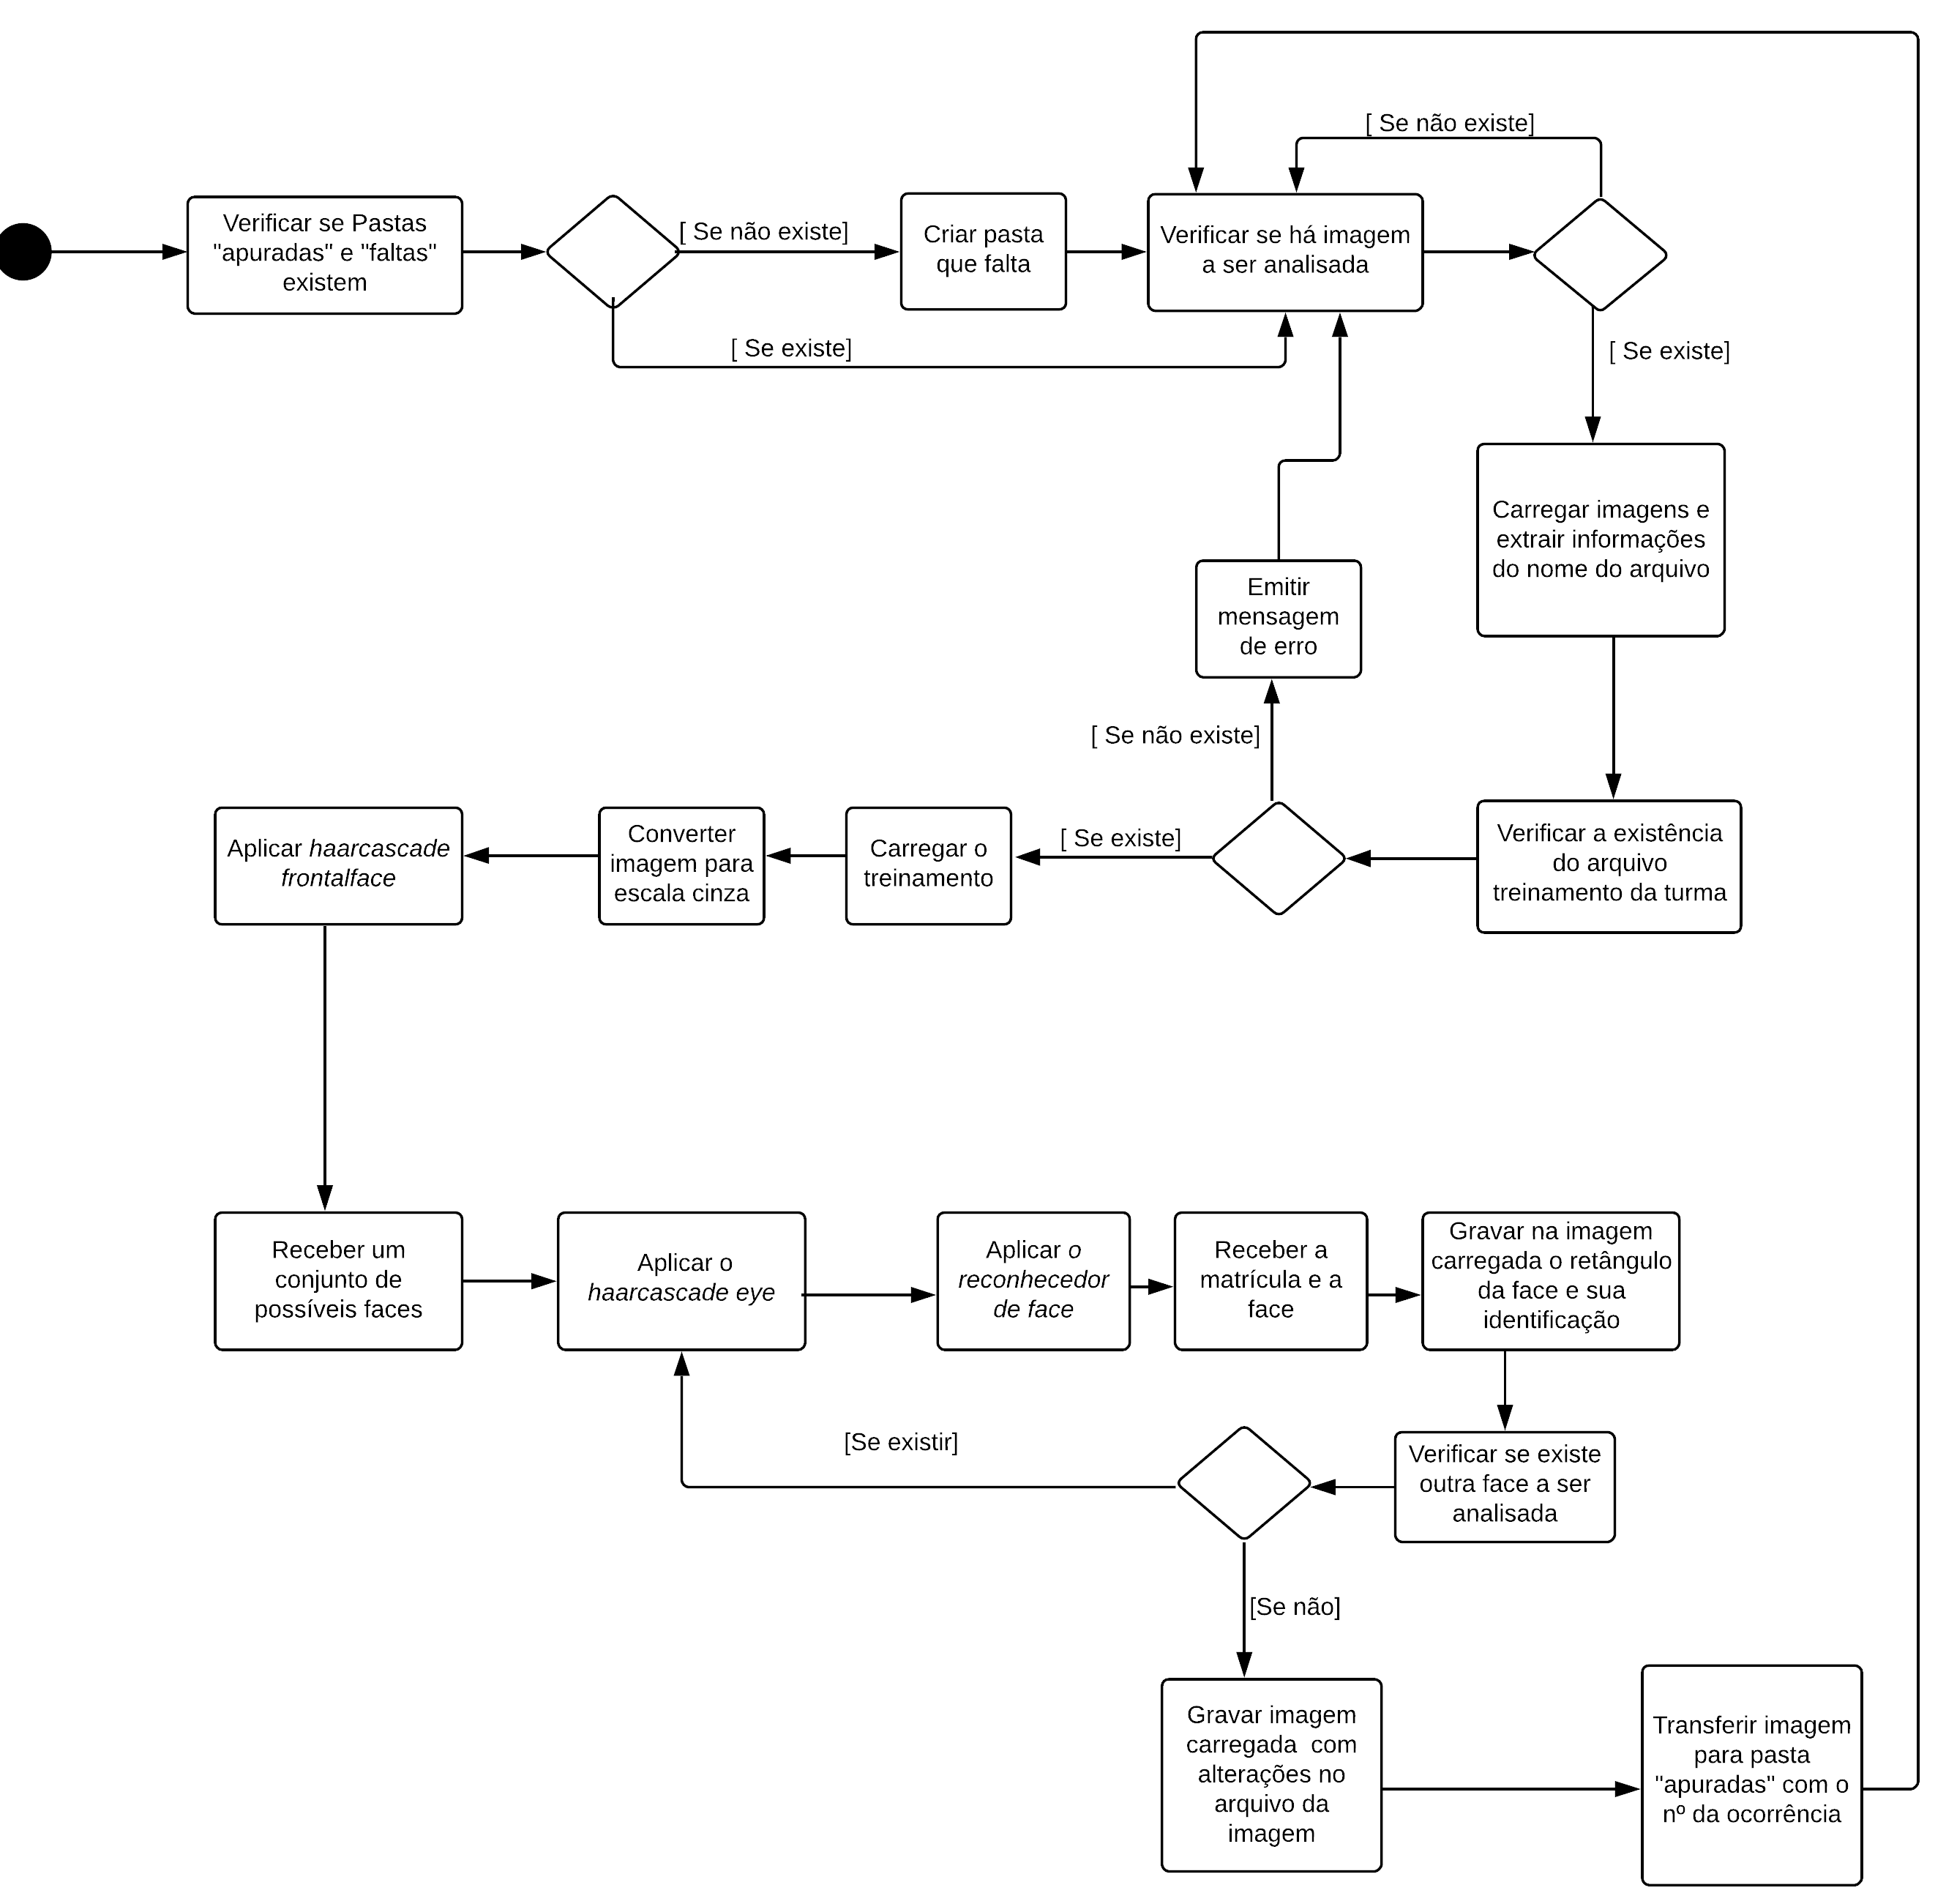 [ Se não existe]
Verificar se Pastas
"apuradas" e "faltas"
existem
[ Se não existe]
Criar pasta
que falta
Verificar se há imagem
a ser analisada
[ Se existe]
[ Se existe]
Carregar imagens e
extrair informações
do nome do arquivo
Emitir
mensagem
de erro
[ Se não existe]
Aplicar haarcascade
frontalface
Converter
imagem para
escala cinza
Carregar o
treinamento
[ Se existe]
Verificar a existência
do arquivo
treinamento da turma
Receber um
conjunto de
possíveis faces
Aplicar o
haarcascade eye
Aplicar o
reconhecedor
de face
Receber a
matrícula e a
face
Gravar na imagem
carregada o retângulo
da face e sua
identificação
[Se existir]
Verificar se existe
outra face a ser
analisada
[Se não]
Gravar imagem
carregada  com
alterações no
arquivo da
imagem
Transferir imagem
para pasta
"apuradas" com o
nº da ocorrência